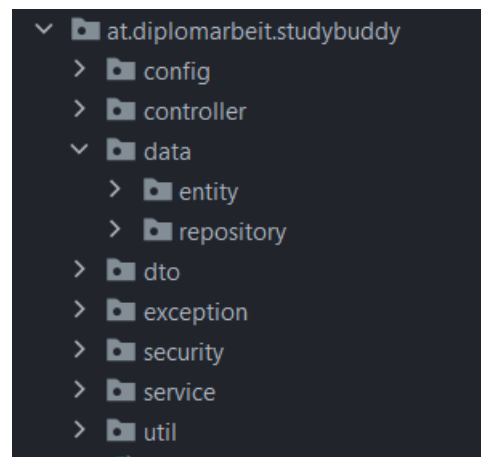 at.diplomarbeit.studybuddy
config
controller
data
entity
repository
dto
exception
security
service
util